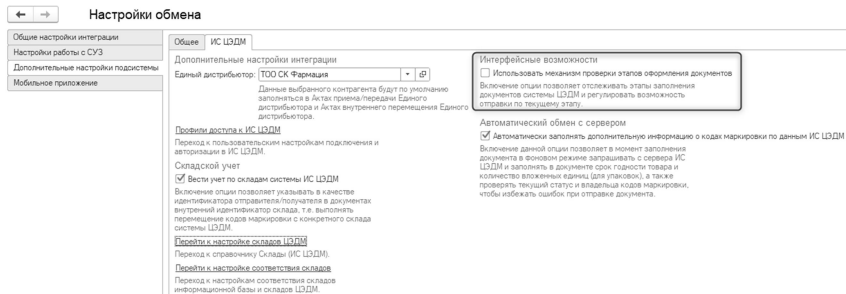 Настройки обмена
Общие настройки интеграции
Настройки работы с СУЗ
Дополнительные настройки подсистемы
Мобильное приложение
Общее
ИС ЦЭДМ
Дополнительные настройки интеграции
Единый дистрибьютор: ТОО СК Фармация
Данные выбранного контрагента будут по умолчанию
заполняться в Актах приема/передачи Единого
дистрибьютора и Актах внутреннего перемещения Единого
дистрибьютора.
Профили доступа к ИС ЦЭДМ
Переход к пользовательским настройкам подключения и
авторизации в ИС ЦЭДМ.
Складской учет
Вести учет по складам системы ИС ЦЭДМ
Включение опции позволяет указывать в качестве
идентификатора отправителя/получателя в документах
внутренний идентификатор склада, т.е. выполнять
перемещение кодов маркировки с конкретного склада
системы ЦЭДМ.
Перейти к настройке складов ЦЭДМ
Переход к справочнику Склады (ИС ЦЭДМ).
Перейти к настройке соответствия складов
Переход к настройкам соответствия складов
информационной базы и складов ЦЭДМ.
Интерфейсные возможности
Использовать механизм проверки этапов оформления документов
Включение опции позволяет отслеживать этапы заполнения
документов системы ЦЭДМ и регулировать возможность
отправки по текущему этапу.
Автоматический обмен с сервером
Автоматически заполнять дополнительную информацию о кодах маркировки по данным ИС ЦЭДМ
Включение данной опции позволяет в момент заполнения
документа в фоновом режиме запрашивать с сервера ИС
ЦЭДМ и заполнять в документе срок годности товара и
количество вложенных единиц (для упаковок), а также
проверять текущий статус и владельца кодов маркировки,
чтобы избежать ошибок при отправке документа.